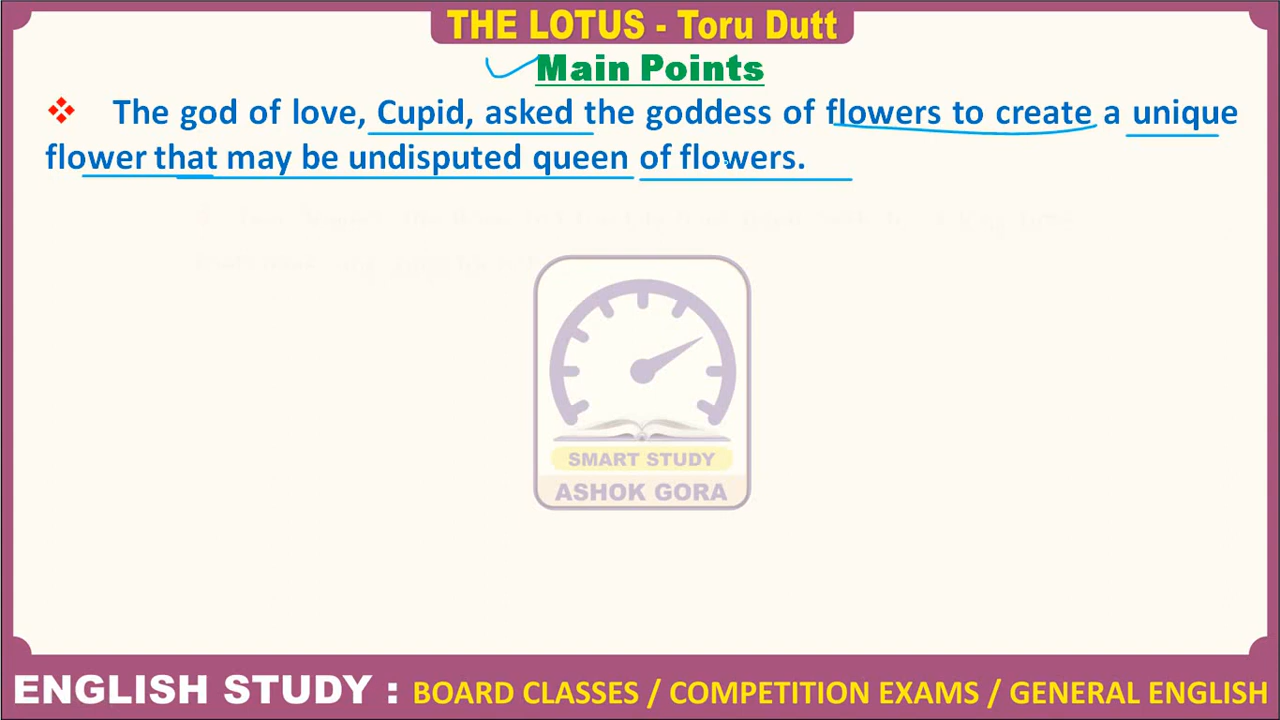 THE LOTUS - Toru Dutt
Main Points
The god of love, Cupid, asked the goddess of flowers to create a unique
flower that may be undisputed queen of flowers.
SMART STUDY
ASHOK GORA
ENGLISH STUDY : BOARD CLASSES / COMPETITION EXAMS / GENERAL ENGLISH